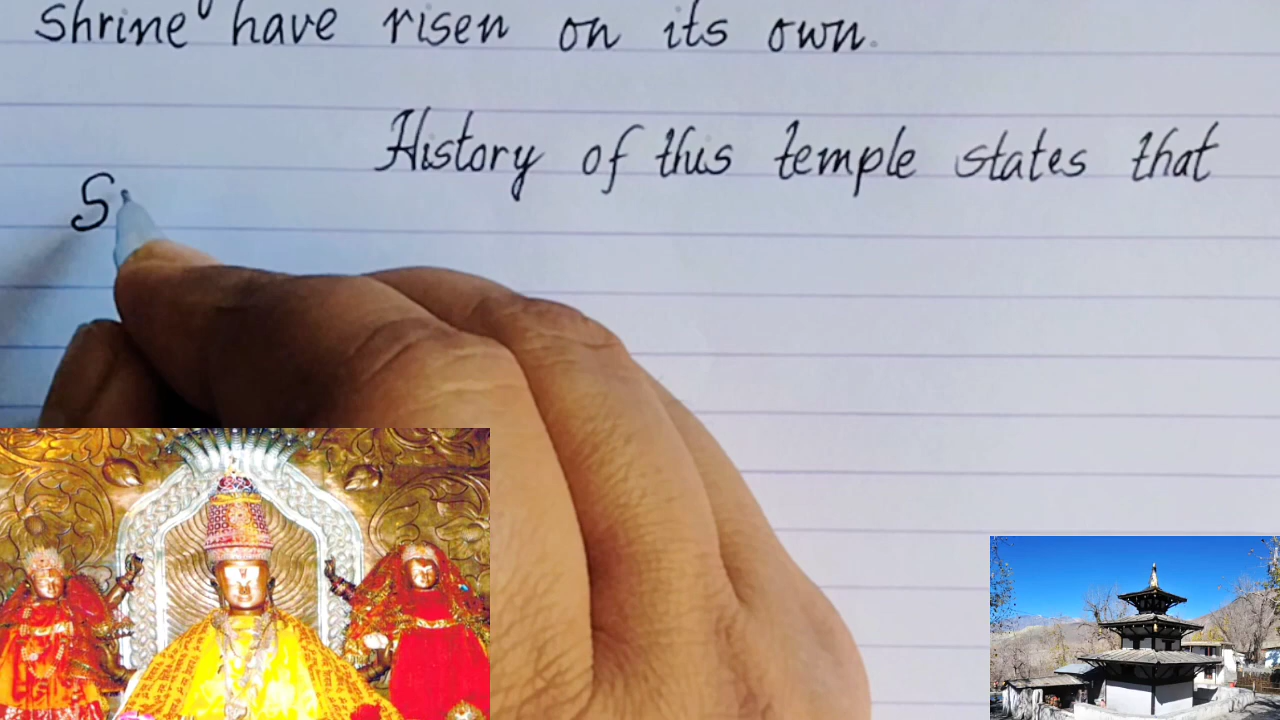 shrine have risen on its own.
History of this temple states that
S